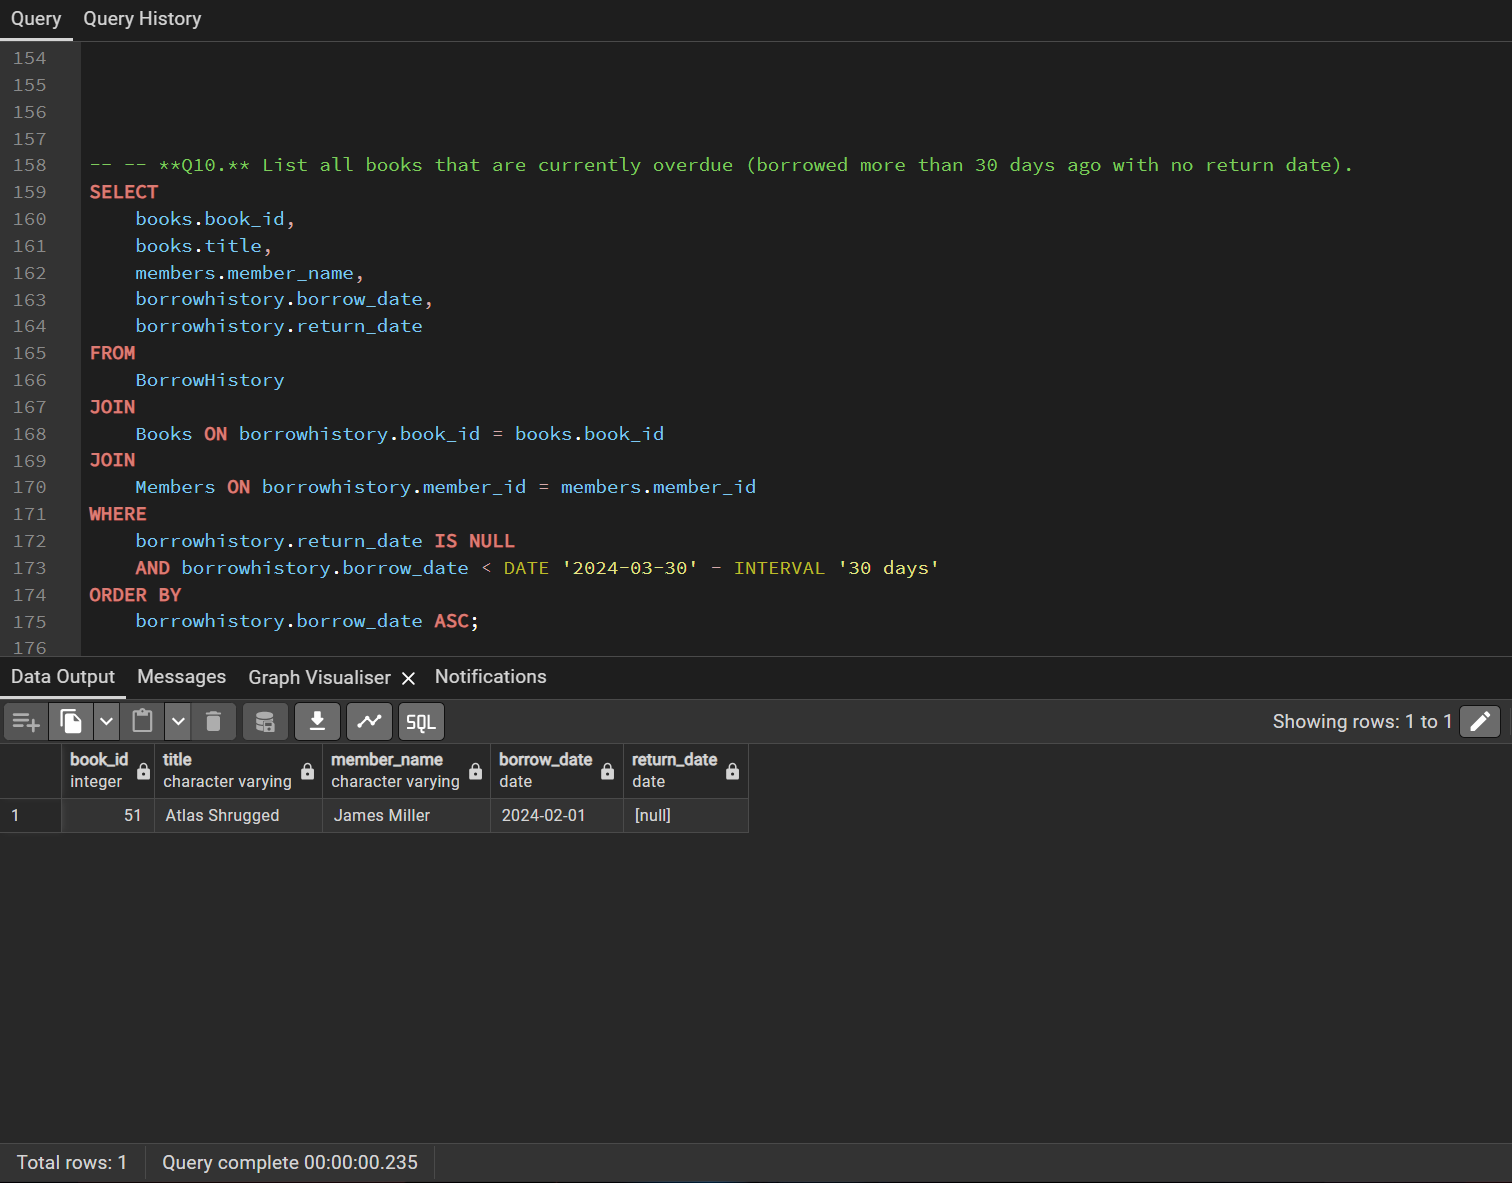 Query Query History
154
155
156
157
158 -- -- **Q10.** List all books that are currently overdue (borrowed more than 30 days ago with no return date).
159 SELECT
160 books.book_id,
161 books.title,
162 members.member_name,
163 borrowhistory.borrow_date,
164 borrowhistory.return_date
165 FROM
166 BorrowHistory
167 JOIN
168 Books ON borrowhistory.book_id = books.book_id
169 JOIN
170 Members ON borrowhistory.member_id = members.member_id
171 WHERE
172 borrowhistory.return_date IS NULL
173 AND borrowhistory.borrow_date < DATE '2024-03-30' - INTERVAL '30 days'
174 ORDER BY
175 borrowhistory.borrow_date ASC;
176
Data Output Messages Graph Visualiser Notifications
SQL Showing rows: 1 to 1
book_id title member_name borrow_date return_date
integer character varying character varying date date
1 51 Atlas Shrugged James Miller 2024-02-01 [null]
Total rows: 1 Query complete 00:00:00.235